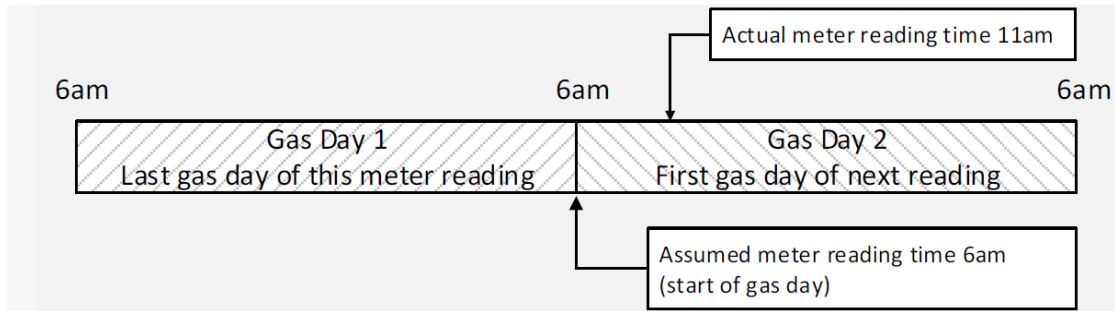 Actual meter reading time 11am
6am 6am 6am
Gas Day 1 Gas Day 2
Last gas day of this meter reading First gas day of next reading
Assumed meter reading time 6am
(start of gas day)